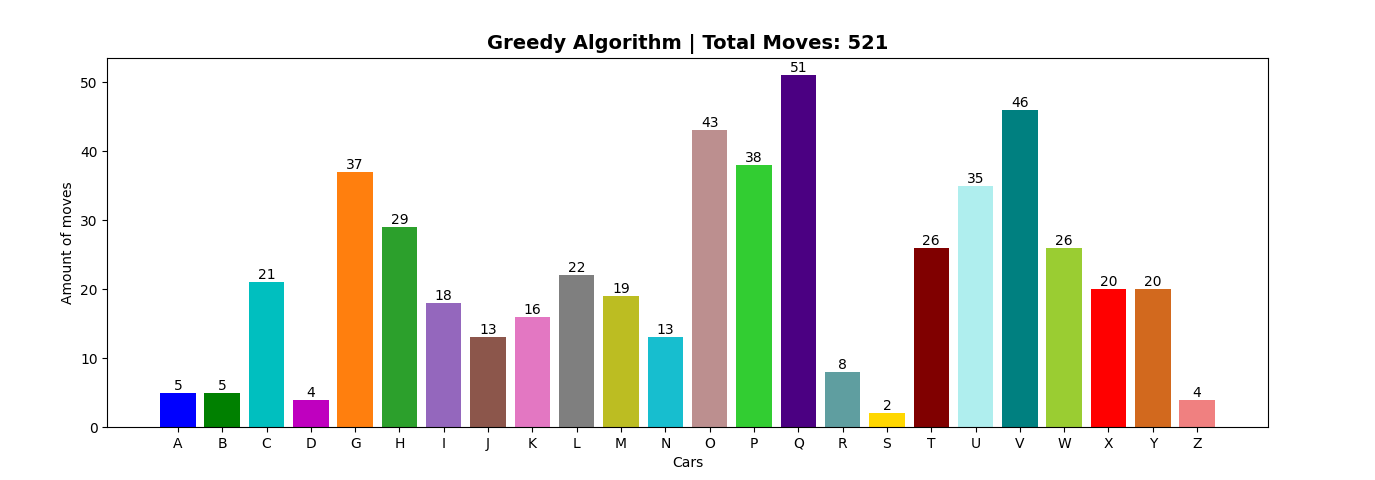 Greedy Algorithm | Total Moves: 521
Amount of moves
50
40
30
20
10
0
5 5 21 4 37 29 18 13 16 22 19 13 43 38 51 8 2 26 35 46 26 20 20 4
A B C D G H I J K L M N O P Q R S T U V W X Y Z
Cars